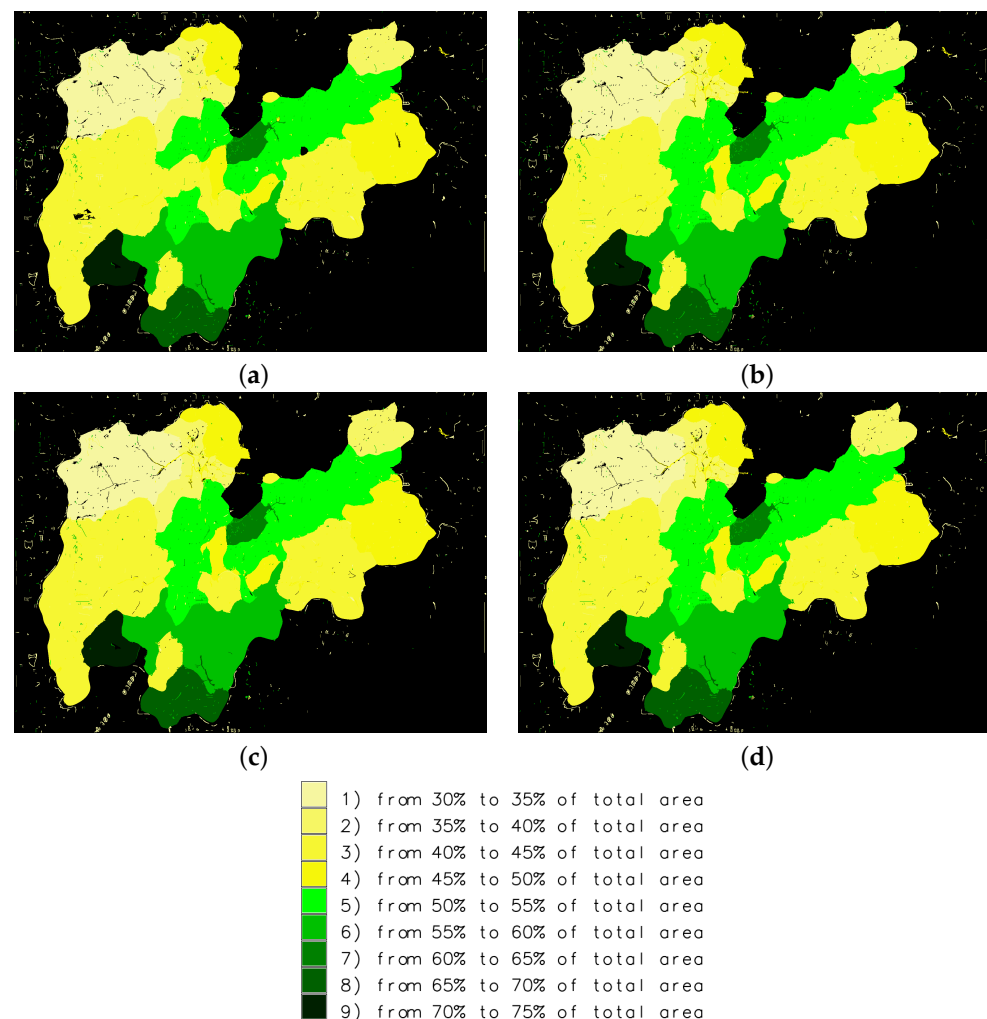 (a) (b)
(c) (d)
1) from 30% to 35% of total area
2) from 35% to 40% of total area
3) from 40% to 45% of total area
4) from 45% to 50% of total area
5) from 50% to 55% of total area
6) from 55% to 60% of total area
7) from 60% to 65% of total area
8) from 65% to 70% of total area
9) from 70% to 75% of total area